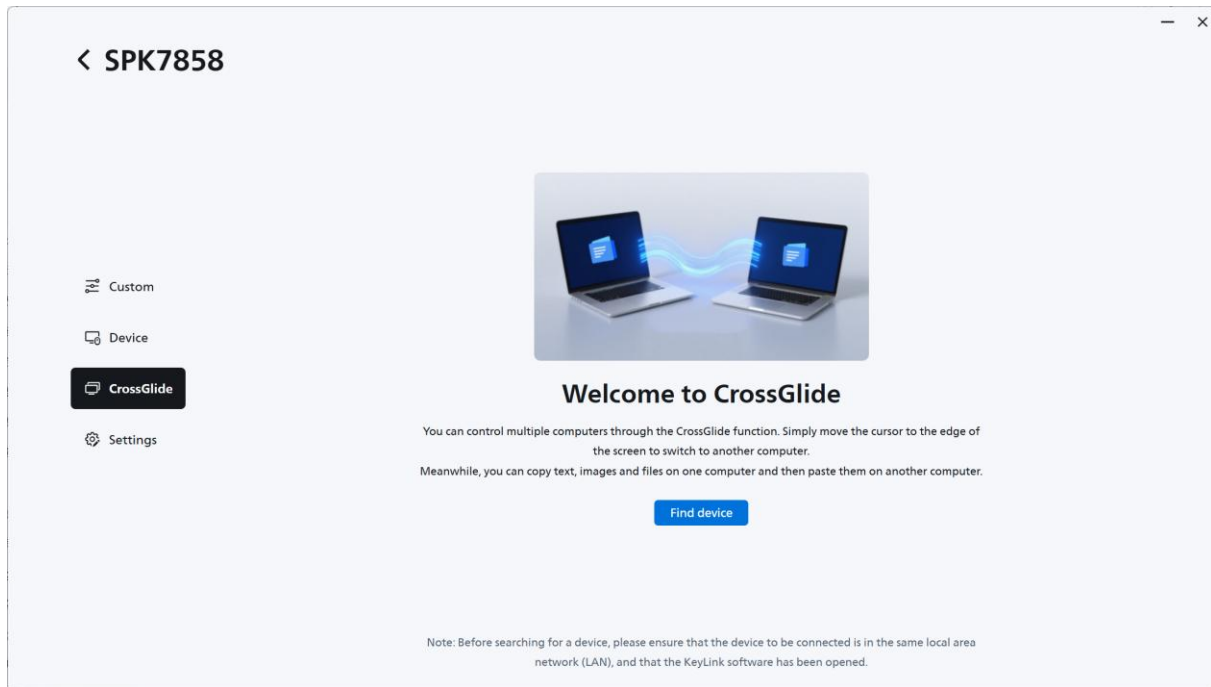 SPK7858
Custom
Device
CrossGlide
Settings
Welcome to CrossGlide
You can control multiple computers through the CrossGlide function. Simply move the cursor to the edge of
the screen to switch to another computer.
Meanwhile, you can copy text, images and files on one computer and then paste them on another computer.
Find device
Note: Before searching for a device, please ensure that the device to be connected is in the same local area
network (LAN), and that the KeyLink software has been opened.